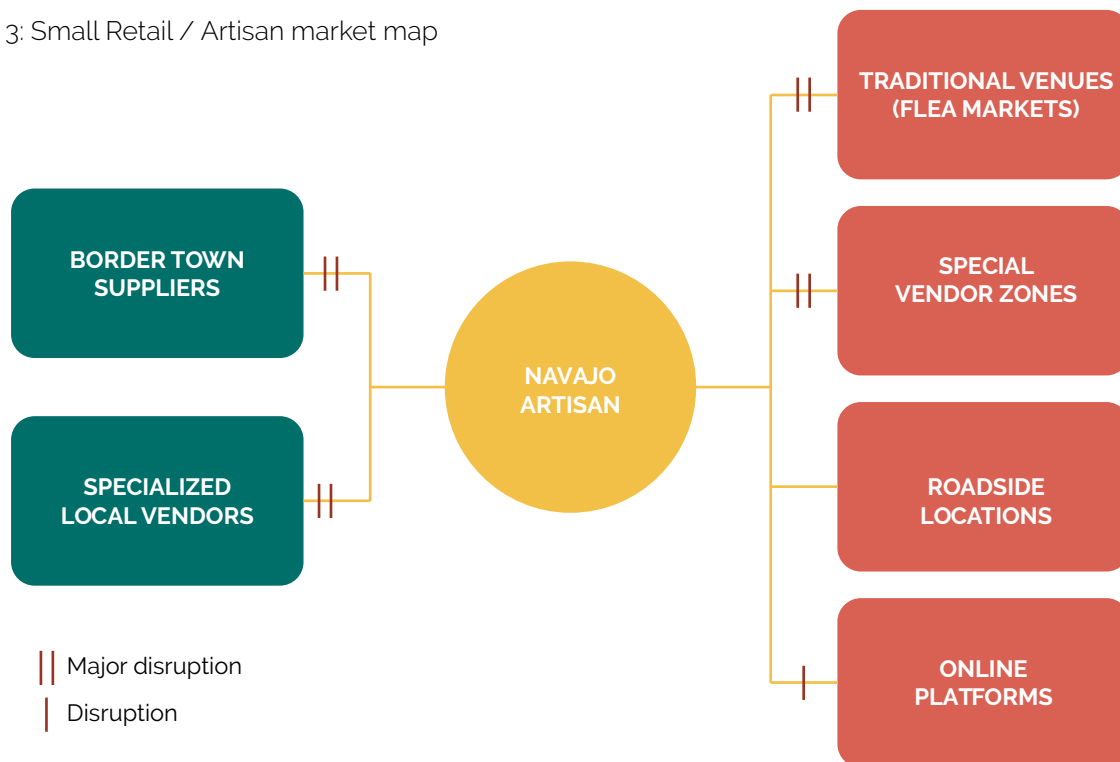 3: Small Retail / Artisan market map
TRADITIONAL VENUES
(FLEA MARKETS)
BORDER TOWN
SUPPLIERS
SPECIAL
VENDOR ZONES
NAVAJO
ARTISAN
SPECIALIZED
LOCAL VENDORS
ROADSIDE
LOCATIONS
ONLINE
PLATFORMS
Major disruption
Disruption